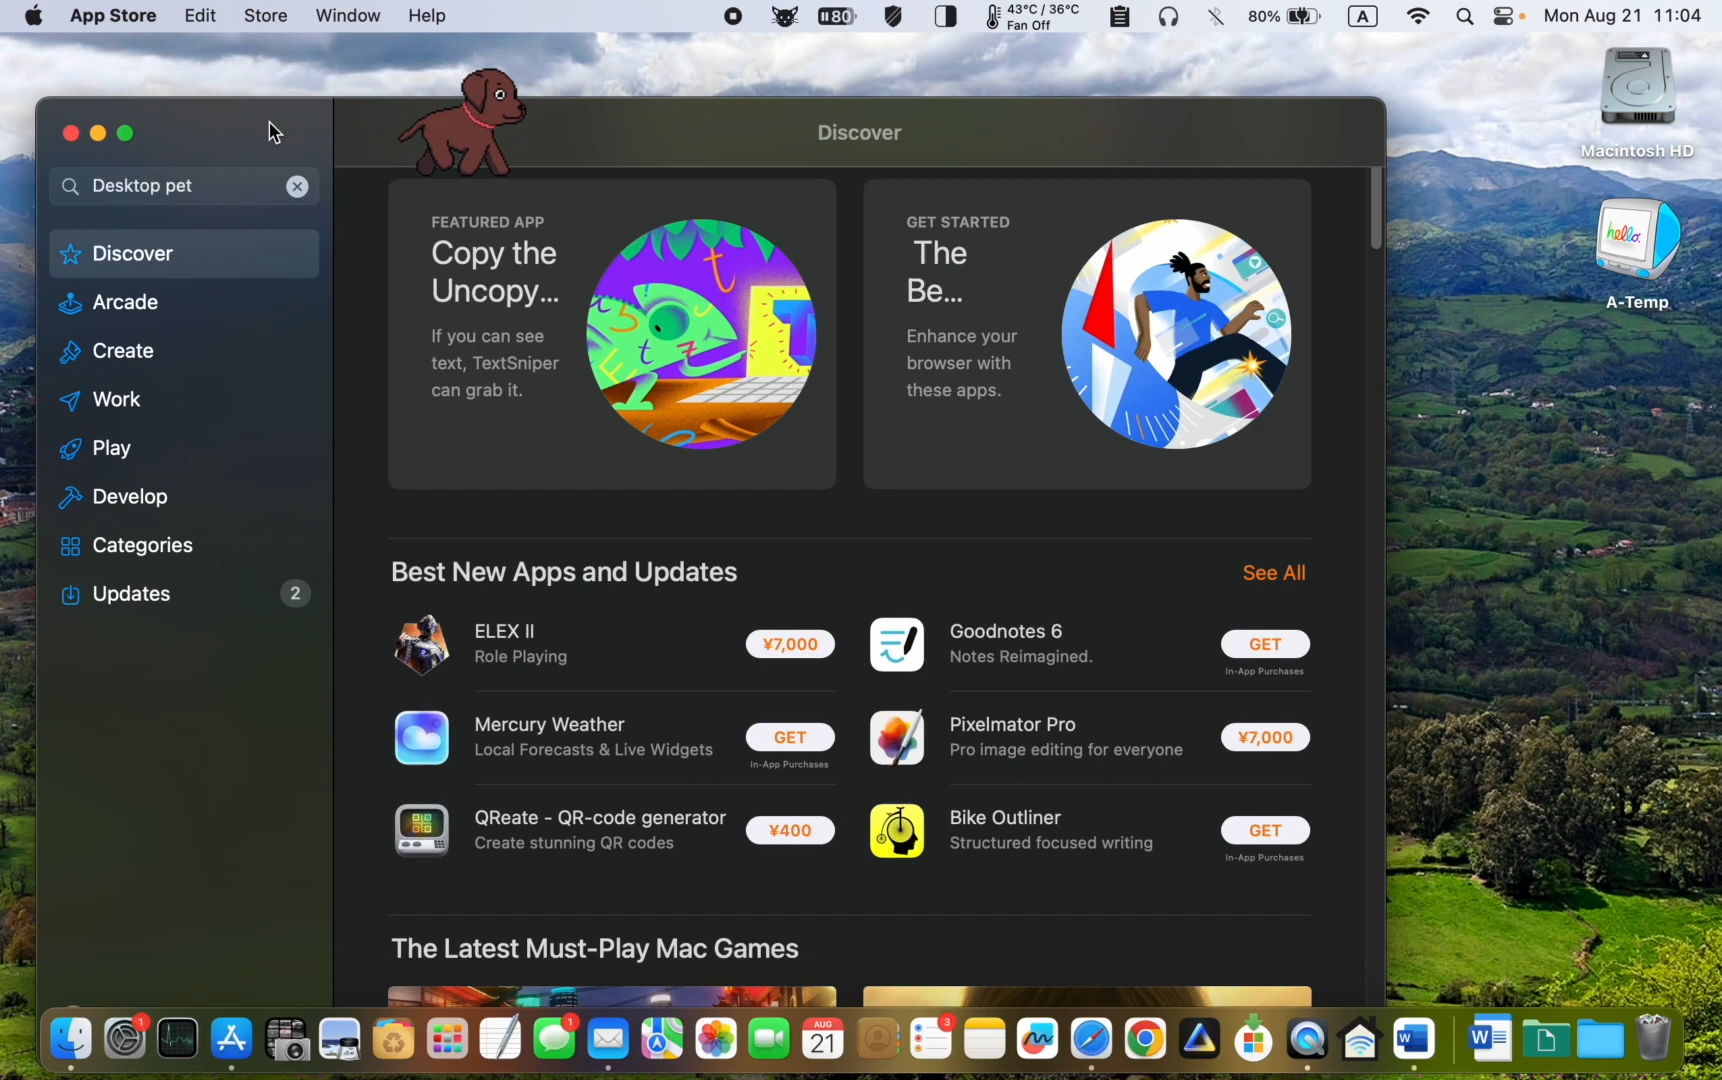 App Store Edit Store Window Help
80
43°C / 36°C
Fan Off
80%
A
Mon Aug 21 11:04
Macintosh HD
hello.
A-Temp
Desktop pet
Discover
Arcade
Create
Work
Play
Develop
Categories
Updates 2
Discover
FEATURED APP
Copy the
Uncopy...
If you can see
text, TextSniper
can grab it.
GET STARTED
The
Be...
Enhance your
browser with
these apps.
Best New Apps and Updates
See All
ELEX II
Role Playing
¥7,000
Goodnotes 6
Notes Reimagined.
GET
In-App Purchases
Mercury Weather
Local Forecasts & Live Widgets
GET
In-App Purchases
Pixelmator Pro
Pro image editing for everyone
¥7,000
QReate - QR-code generator
Create stunning QR codes
¥400
Bike Outliner
Structured focused writing
GET
In-App Purchases
The Latest Must-Play Mac Games
1
1
AUG
21
3
W
W